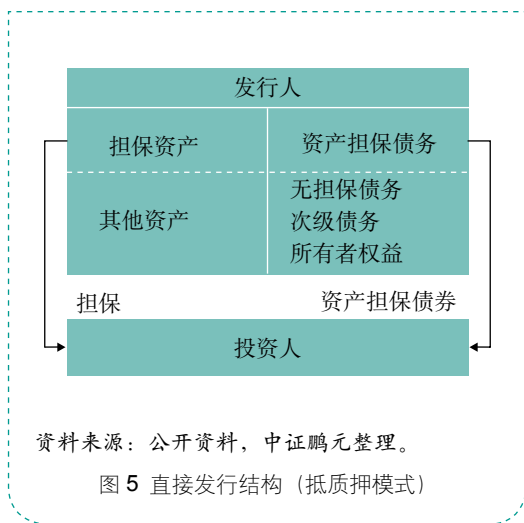 发行人
担保资产
资产担保债务
其他资产
无担保债务
次级债务
所有者权益
担保
资产担保债券
投资人
资料来源：公开资料，中证鹏元整理。
图 5 直接发行结构（抵质押模式）